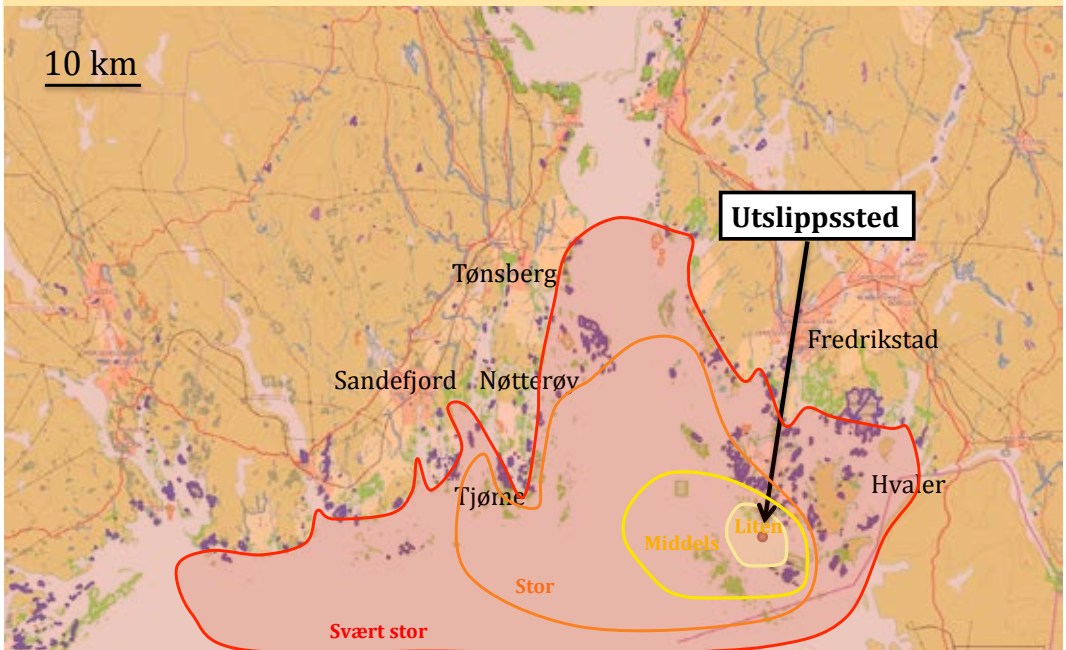 10 km
Utslippssted
Tønsberg
Fredrikstad
Sandefjord
Nøtterøy
Hvaler
Tjøme
Liten
Middels
Stor
Svært stor